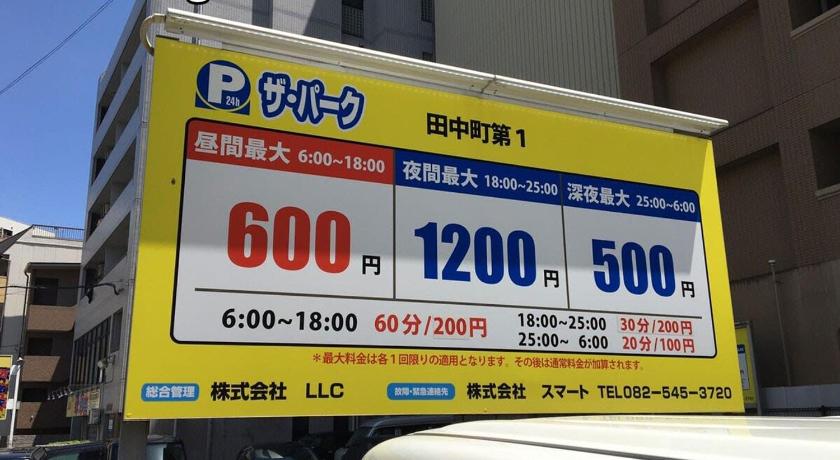 P 24h ザ・パーク 田中町第1
昼間最大 6:00~18:00
600円
夜間最大 18:00~25:00
1200円
深夜最大 25:00~6:00
500円
6:00~18:00 60分/200円
18:00~25:00 30分/200円
25:00~ 6:00 20分/100円
＊最大料金は各1回限りの適用となります。その後は通常料金が加算されます。
総合管理 株式会社 LLC 故障・緊急連絡先 株式会社 スマート TEL082-545-3720